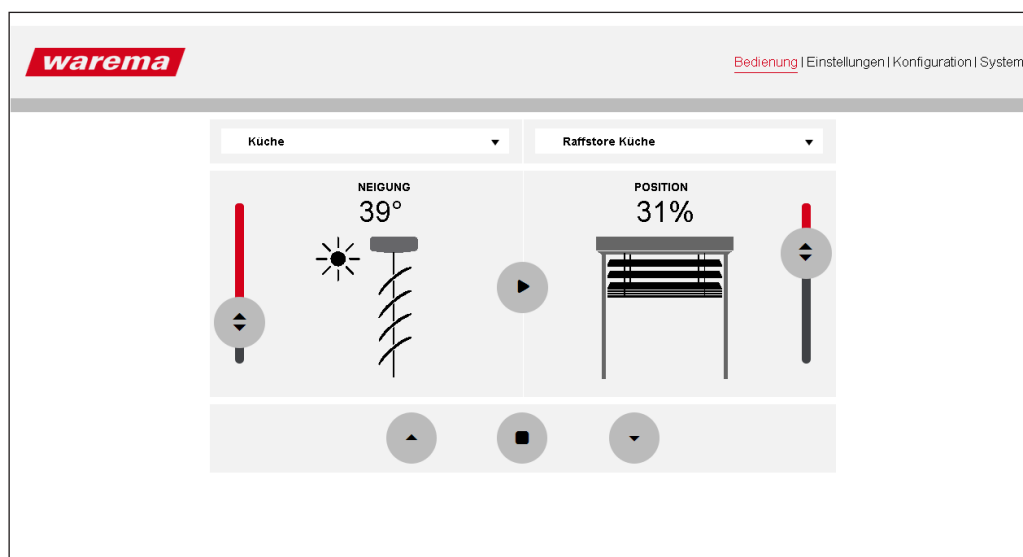 warema
Bedienung | Einstellungen | Konfiguration | System
Küche
Raffstore Küche
NEIGUNG
39°
POSITION
31%